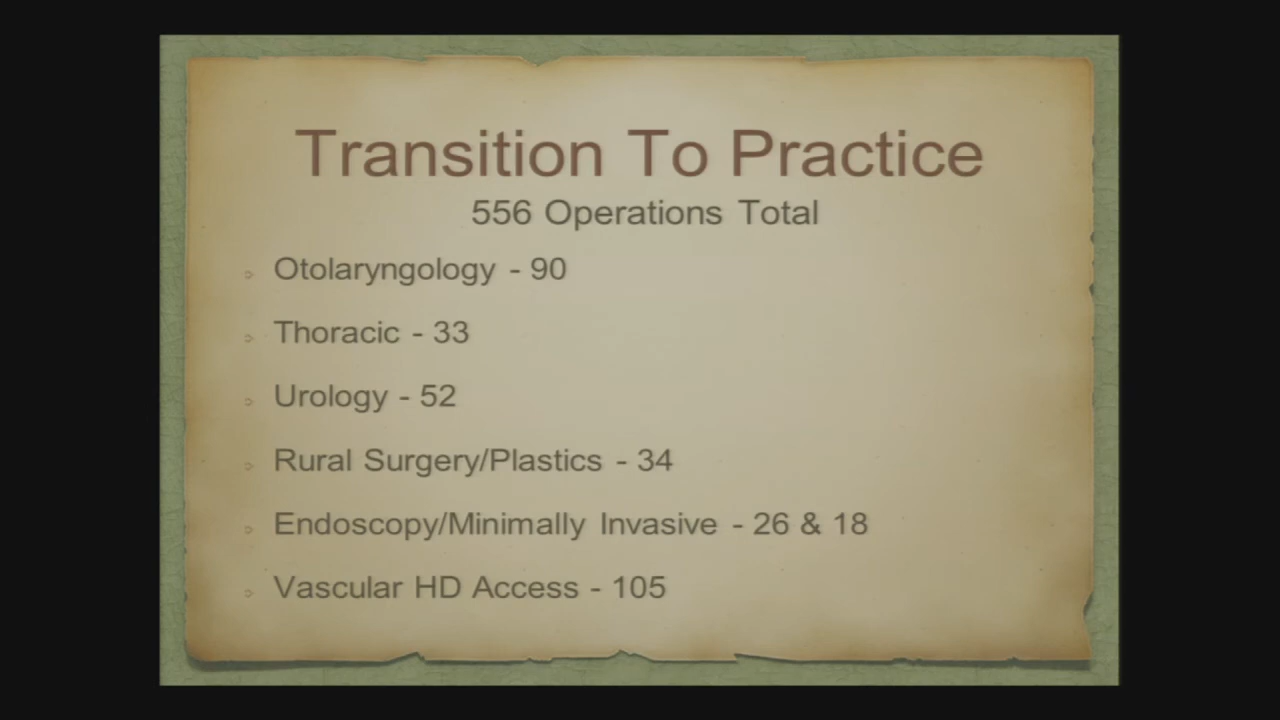 Transition To Practice
556 Operations Total
Otolaryngology - 90
Thoracic - 33
Urology - 52
Rural Surgery/Plastics - 34
Endoscopy/Minimally Invasive - 26 & 18
Vascular HD Access - 105